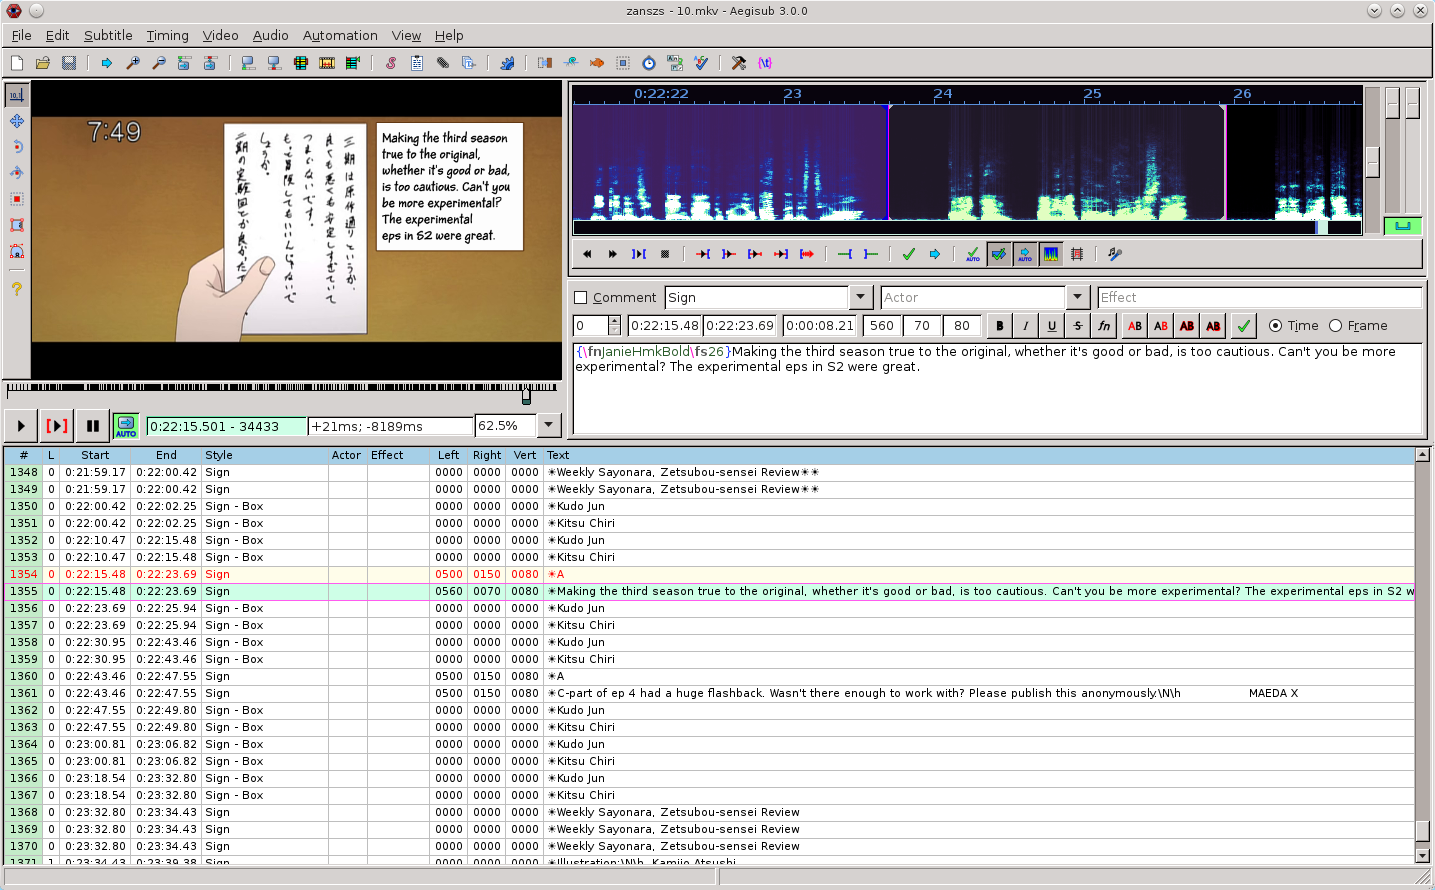 zanszs - 10.mkv - Aegisub 3.0.0
File Edit Subtitle Timing Video Audio Automation View Help
7:49
三期は原作通りというか、
良くも悪くも安定しすぎていて
つまらないです。
もっと冒険してもいいんじゃないで
しょうか。
二期の実験回とか良かったで
Making the third season
true to the original,
whether it's good or bad,
is too cautious. Can't you
be more experimental?
The experimental
eps in S2 were great.
0:22:22 23 24 25 26
AUTO AUTO
Comment Sign Actor Effect
0 0:22:15.48 0:22:23.69 0:00:08.21 560 70 80 B I U S fn AB AB AB AB Time Frame
{\fnJanieHmkBold\fs26}Making the third season true to the original, whether it's good or bad, is too cautious. Can't you be more
experimental? The experimental eps in S2 were great.
AUTO 0:22:15.501 - 34433 +21ms; -8189ms 62.5%
# L Start End Style Actor Effect Left Right Vert Text
1348 0 0:21:59.17 0:22:00.42 Sign 0000 0000 0000 ☀Weekly Sayonara, Zetsubou-sensei Review☀☀
1349 0 0:21:59.17 0:22:00.42 Sign 0000 0000 0000 ☀Weekly Sayonara, Zetsubou-sensei Review☀☀
1350 0 0:22:00.42 0:22:02.25 Sign - Box 0000 0000 0000 ☀Kudo Jun
1351 0 0:22:00.42 0:22:02.25 Sign - Box 0000 0000 0000 ☀Kitsu Chiri
1352 0 0:22:10.47 0:22:15.48 Sign - Box 0000 0000 0000 ☀Kudo Jun
1353 0 0:22:10.47 0:22:15.48 Sign - Box 0000 0000 0000 ☀Kitsu Chiri
1354 0 0:22:15.48 0:22:23.69 Sign 0500 0150 0080 ☀A
1355 0 0:22:15.48 0:22:23.69 Sign 0560 0070 0080 ☀Making the third season true to the original, whether it's good or bad, is too cautious. Can't you be more experimental? The experimental eps in S2 w
1356 0 0:22:23.69 0:22:25.94 Sign - Box 0000 0000 0000 ☀Kudo Jun
1357 0 0:22:23.69 0:22:25.94 Sign - Box 0000 0000 0000 ☀Kitsu Chiri
1358 0 0:22:30.95 0:22:43.46 Sign - Box 0000 0000 0000 ☀Kudo Jun
1359 0 0:22:30.95 0:22:43.46 Sign - Box 0000 0000 0000 ☀Kitsu Chiri
1360 0 0:22:43.46 0:22:47.55 Sign 0500 0150 0080 ☀A
1361 0 0:22:43.46 0:22:47.55 Sign 0500 0150 0080 ☀C-part of ep 4 had a huge flashback. Wasn't there enough to work with? Please publish this anonymously.\N\h MAEDA X
1362 0 0:22:47.55 0:22:49.80 Sign - Box 0000 0000 0000 ☀Kudo Jun
1363 0 0:22:47.55 0:22:49.80 Sign - Box 0000 0000 0000 ☀Kitsu Chiri
1364 0 0:23:00.81 0:23:06.82 Sign - Box 0000 0000 0000 ☀Kudo Jun
1365 0 0:23:00.81 0:23:06.82 Sign - Box 0000 0000 0000 ☀Kitsu Chiri
1366 0 0:23:18.54 0:23:32.80 Sign - Box 0000 0000 0000 ☀Kudo Jun
1367 0 0:23:18.54 0:23:32.80 Sign - Box 0000 0000 0000 ☀Kitsu Chiri
1368 0 0:23:32.80 0:23:34.43 Sign 0000 0000 0000 ☀Weekly Sayonara, Zetsubou-sensei Review
1369 0 0:23:32.80 0:23:34.43 Sign 0000 0000 0000 ☀Weekly Sayonara, Zetsubou-sensei Review
1370 0 0:23:32.80 0:23:34.43 Sign 0000 0000 0000 ☀Weekly Sayonara, Zetsubou-sensei Review
1371 1 0:23:34.43 0:23:39.38 Sign 0000 0000 0000 ☀Illustration:\N\h Kamijo Atsushi